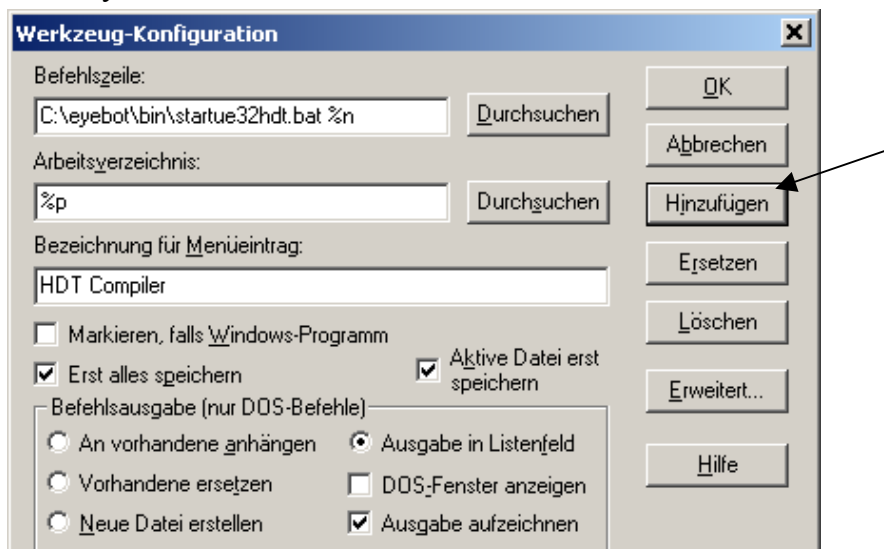 Werkzeug-Konfiguration
Befehlszeile:
C:\eyebot\bin\startue32hdt.bat %n
Durchsuchen
OK
Abbrechen
Arbeitsverzeichnis:
%p
Durchsuchen
Hinzufügen
Bezeichnung für Menüeintrag:
HDT Compiler
Ersetzen
Löschen
Markieren, falls Windows-Programm
Erst alles speichern
Aktive Datei erst
speichern
Erweitert...
Befehlsausgabe (nur DOS-Befehle)
An vorhandene anhängen
Ausgabe in Listenfeld
Hilfe
Vorhandene ersetzen
DOS-Fenster anzeigen
Neue Datei erstellen
Ausgabe aufzeichnen